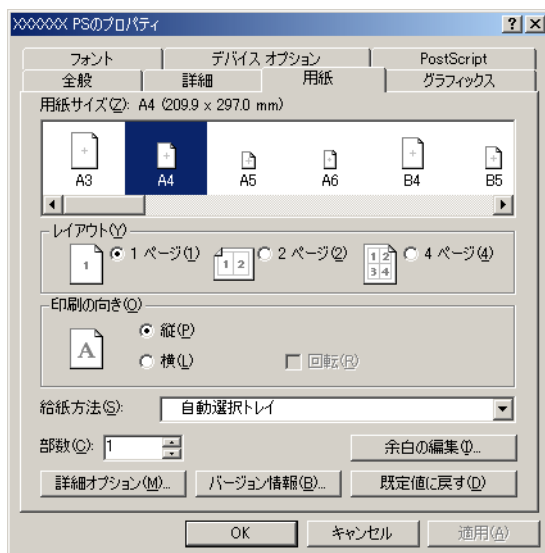 XXXXXX PSのプロパティ
フォント デバイス オプション PostScript
全般 詳細 用紙 グラフィックス
用紙サイズ(Z): A4 (209.9 x 297.0 mm)
A3 A4 A5 A6 B4 B5
レイアウト(Y)
1 1 ページ(1) 1 2 2 ページ(2) 1 2 3 4 4 ページ(4)
印刷の向き(O)
A
縦(P)
横(L) 回転(R)
給紙方法(S): 自動選択トレイ
部数(C): 1 余白の編集(I)...
詳細オプション(M)... バージョン情報(B)... 既定値に戻す(D)
OK キャンセル 適用(A)